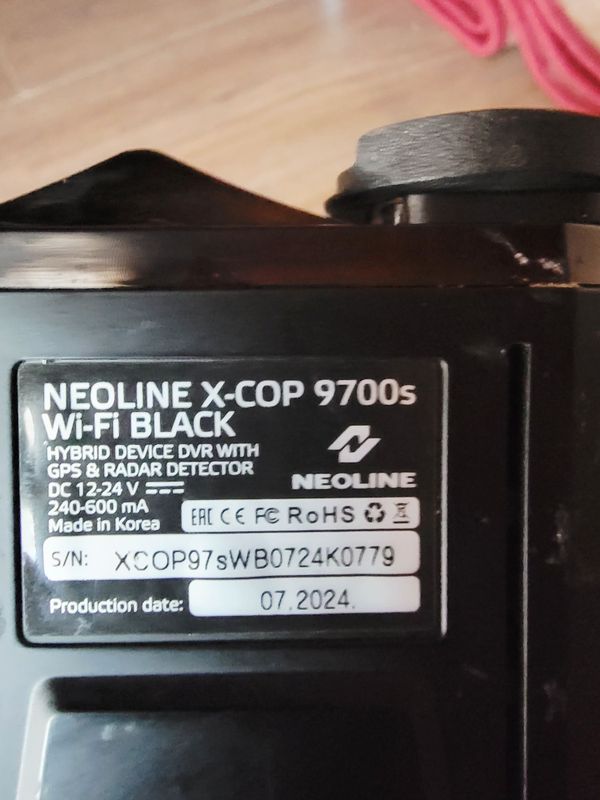 NEOLINE X-COP 9700s
Wi-Fi BLACK
HYBRID DEVICE DVR WITH
GPS & RADAR DETECTOR
DC 12-24 V
240-600 mA
Made in Korea
NEOLINE
EAC CE FC RoHS
S/N: XCOP97sWB0724K0779
Production date: 07.2024.